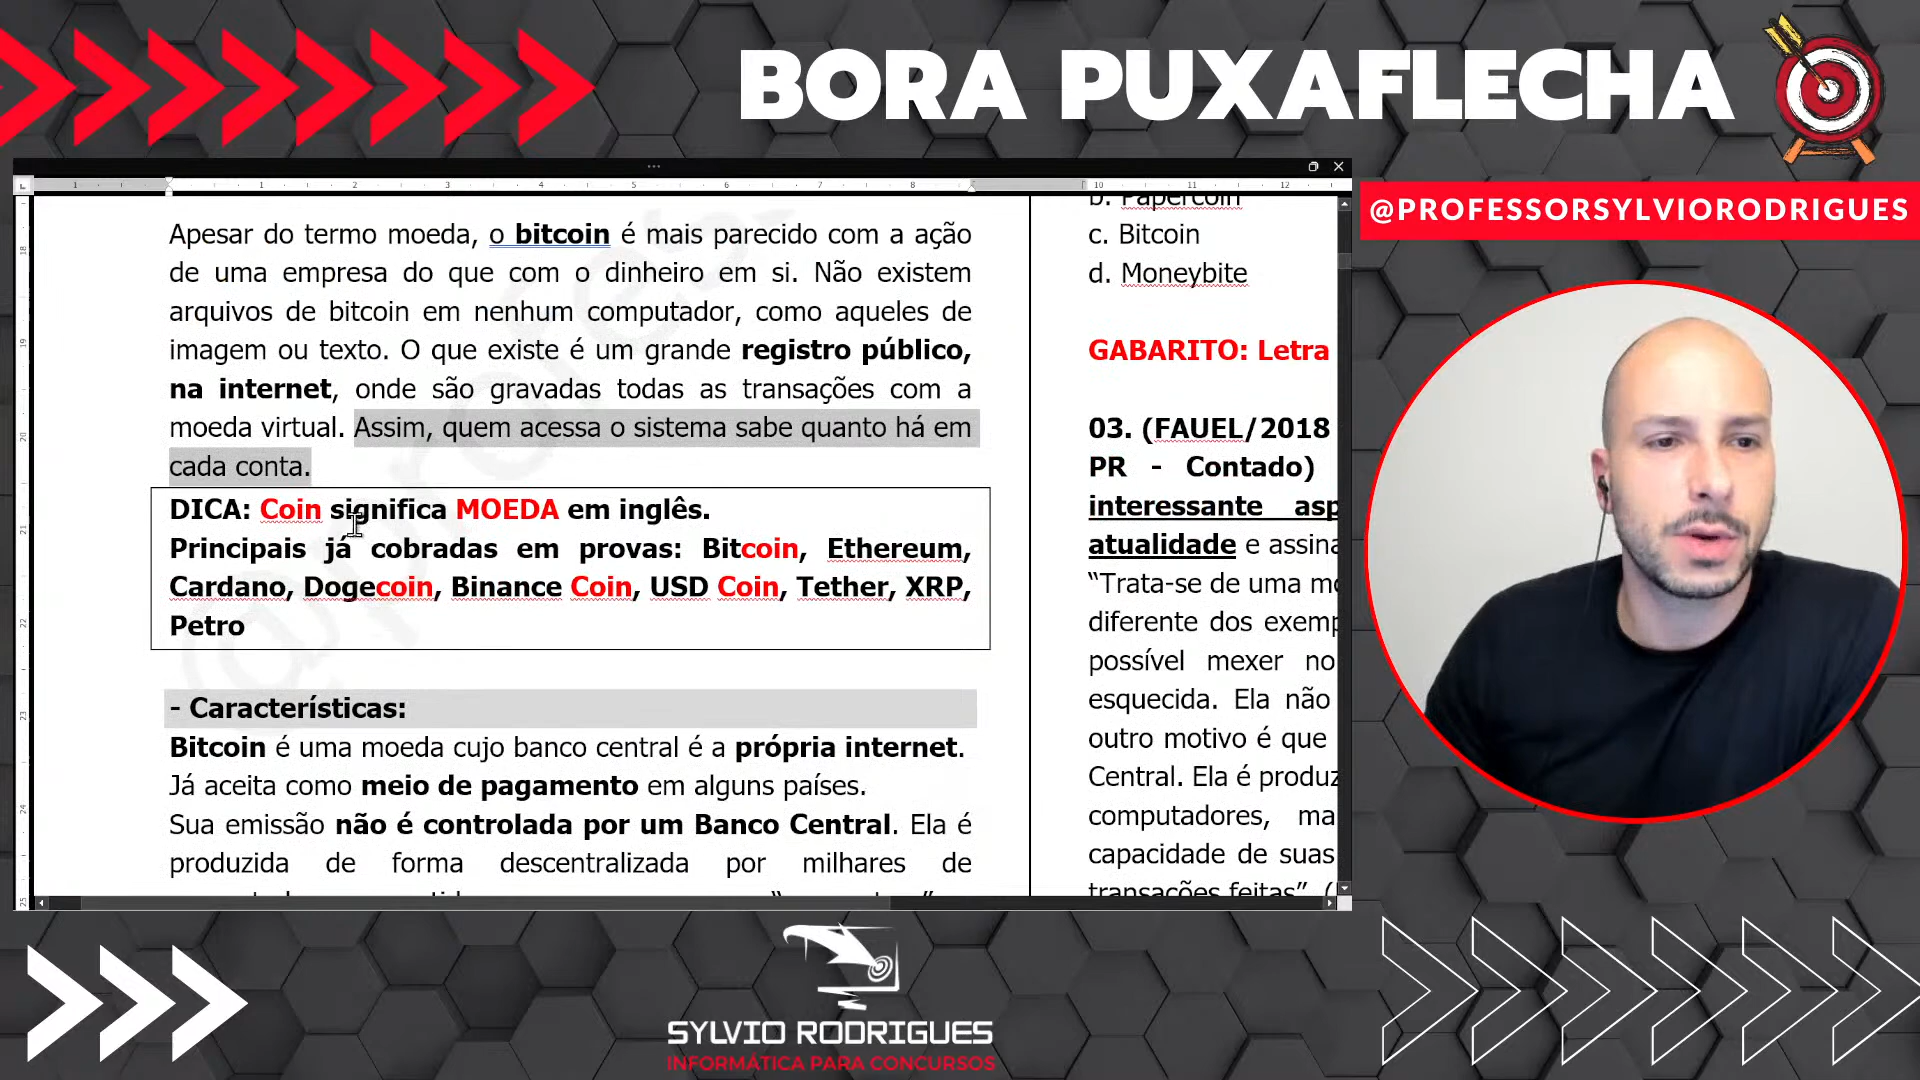 BORA PUXAFLECHA
@PROFESSORSYLVIORODRIGUES
Apesar do termo moeda, o bitcoin é mais parecido com a ação
de uma empresa do que com o dinheiro em si. Não existem
arquivos de bitcoin em nenhum computador, como aqueles de
imagem ou texto. O que existe é um grande registro público,
na internet, onde são gravadas todas as transações com a
moeda virtual. Assim, quem acessa o sistema sabe quanto há em
cada conta.
DICA: Coin significa MOEDA em inglês.
Principais já cobradas em provas: Bitcoin, Ethereum,
Cardano, Dogecoin, Binance Coin, USD Coin, Tether, XRP,
Petro
- Características:
Bitcoin é uma moeda cujo banco central é a própria internet.
Já aceita como meio de pagamento em alguns países.
Sua emissão não é controlada por um Banco Central. Ela é
produzida de forma descentralizada por milhares de
b. Papercoin
c. Bitcoin
d. Moneybite
GABARITO: Letra
03. (FAUEL/2018
PR - Contado)
interessante asp
atualidade e assina
“Trata-se de uma mo
diferente dos exemp
possível mexer no
esquecida. Ela não
outro motivo é que
Central. Ela é produz
computadores, ma
capacidade de suas
transações feitas”. (
SYLVIO RODRIGUES
INFORMÁTICA PARA CONCURSOS